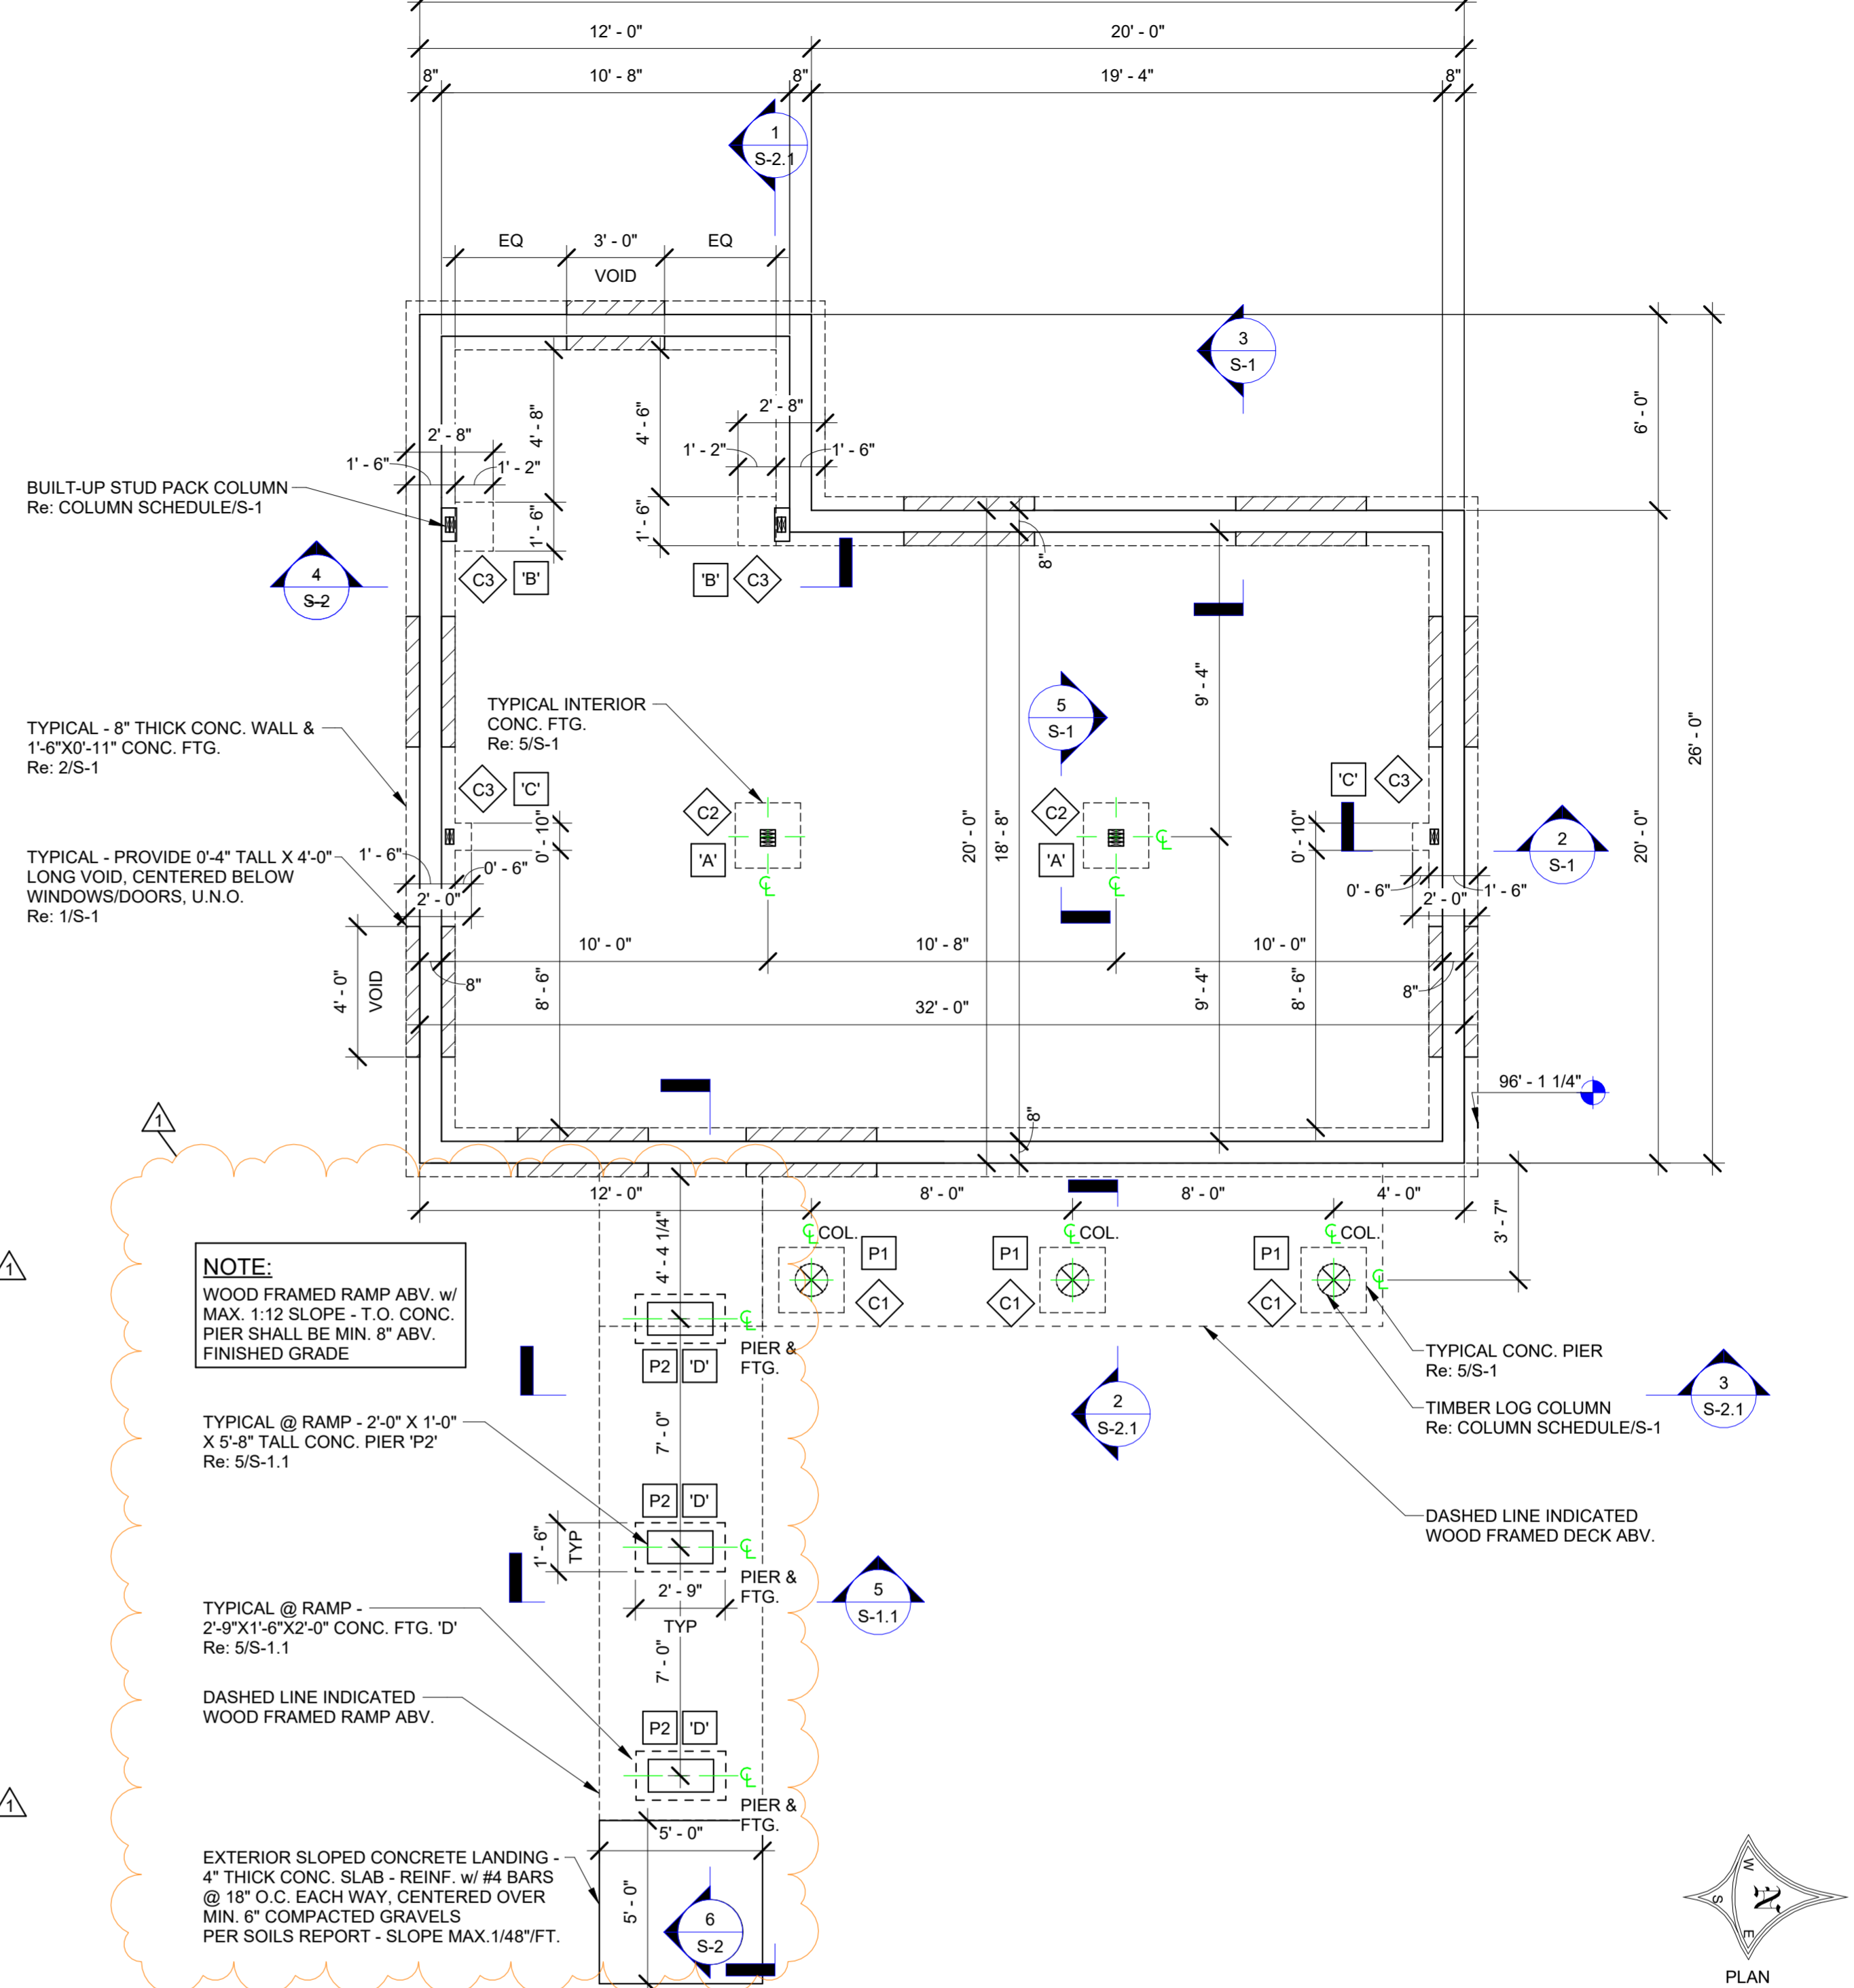 12' - 0"
20' - 0"
8"
10' - 8"
8"
19' - 4"
8"
1
S-2.1
EQ
3' - 0"
EQ
VOID
3
S-1
6' - 0"
2' - 8"
4' - 8"
4' - 6"
2' - 8"
1' - 6"
1' - 2"
1' - 2"
1' - 6"
BUILT-UP STUD PACK COLUMN
Re: COLUMN SCHEDULE/S-1
1' - 6"
1' - 6"
8"
4
S-2
C3
'B'
'B'
C3
TYPICAL INTERIOR
CONC. FTG.
Re: 5/S-1
5
S-1
9' - 4"
26' - 0"
TYPICAL - 8" THICK CONC. WALL &
1'-6"X0'-11" CONC. FTG.
Re: 2/S-1
C3
'C'
C2
C2
'C'
C3
20' - 0"
18' - 8"
20' - 0"
'A'
'A'
0' - 10"
0' - 10"
2
S-1
TYPICAL - PROVIDE 0'-4" TALL X 4'-0"
LONG VOID, CENTERED BELOW
WINDOWS/DOORS, U.N.O.
Re: 1/S-1
1' - 6"
0' - 6"
2' - 0"
0' - 6"
2' - 0"
1' - 6"
10' - 0"
10' - 8"
10' - 0"
4' - 0"
VOID
8"
8' - 6"
9' - 4"
8' - 6"
8"
32' - 0"
96' - 1 1/4"
8"
1
12' - 0"
8' - 0"
8' - 0"
4' - 0"
3' - 7"
4' - 4 1/4"
COL.
COL.
COL.
P1
P1
P1
C1
C1
C1
1
NOTE:
WOOD FRAMED RAMP ABV. w/
MAX. 1:12 SLOPE - T.O. CONC.
PIER SHALL BE MIN. 8" ABV.
FINISHED GRADE
PIER &
FTG.
P2
'D'
TYPICAL CONC. PIER
Re: 5/S-1
TIMBER LOG COLUMN
Re: COLUMN SCHEDULE/S-1
3
S-2.1
2
S-2.1
TYPICAL @ RAMP - 2'-0" X 1'-0"
X 5'-8" TALL CONC. PIER 'P2'
Re: 5/S-1.1
7' - 0"
P2
'D'
DASHED LINE INDICATED
WOOD FRAMED DECK ABV.
1' - 6"
TYP
PIER &
FTG.
2' - 9"
TYP
5
S-1.1
TYPICAL @ RAMP -
2'-9"X1'-6"X2'-0" CONC. FTG. 'D'
Re: 5/S-1.1
7' - 0"
DASHED LINE INDICATED
WOOD FRAMED RAMP ABV.
P2
'D'
1
PIER &
FTG.
5' - 0"
EXTERIOR SLOPED CONCRETE LANDING -
4" THICK CONC. SLAB - REINF. w/ #4 BARS
@ 18" O.C. EACH WAY, CENTERED OVER
MIN. 6" COMPACTED GRAVELS
PER SOILS REPORT - SLOPE MAX.1/48"/FT.
5' - 0"
6
S-2
W
S
N
E
PLAN